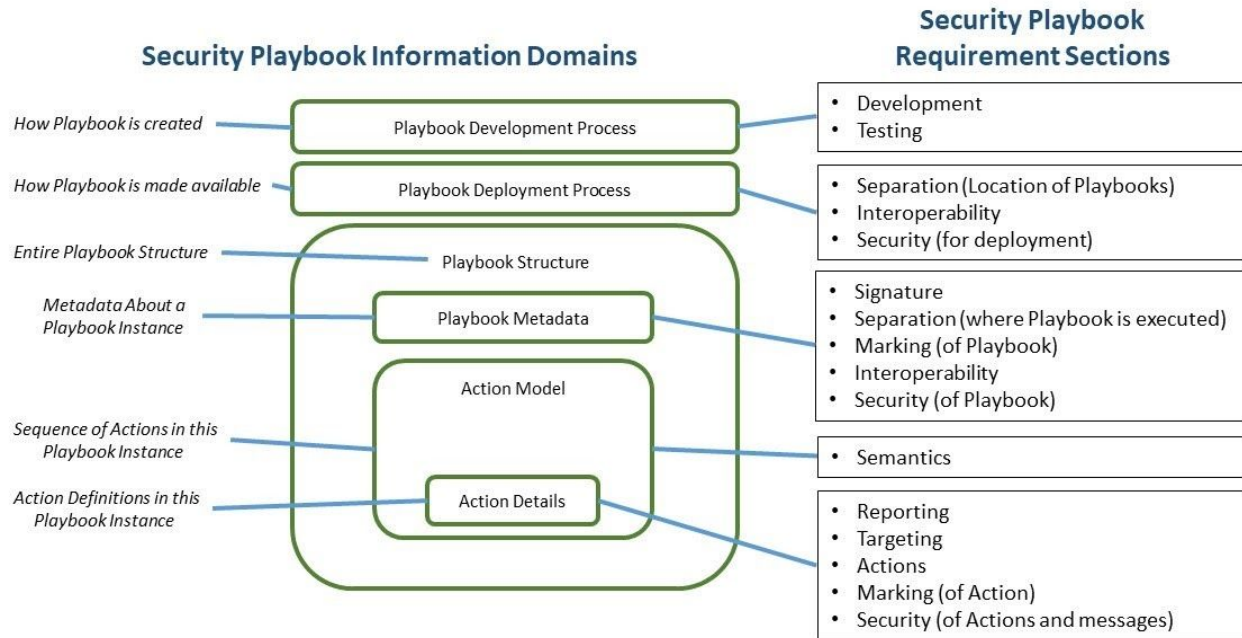 Security Playbook Information Domains
Security Playbook
Requirement Sections
How Playbook is created
Playbook Development Process
• Development
• Testing
How Playbook is made available
Playbook Deployment Process
• Separation (Location of Playbooks)
• Interoperability
• Security (for deployment)
Entire Playbook Structure
Playbook Structure
Metadata About a
Playbook Instance
Playbook Metadata
• Signature
• Separation (where Playbook is executed)
• Marking (of Playbook)
• Interoperability
• Security (of Playbook)
Action Model
Sequence of Actions in this
Playbook Instance
• Semantics
Action Definitions in this
Playbook Instance
Action Details
• Reporting
• Targeting
• Actions
• Marking (of Action)
• Security (of Actions and messages)